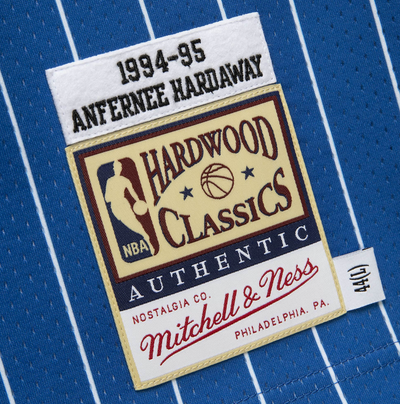 1994-95
ANFERNEE HARDAWAY
HARDWOOD
CLASSICS
NBA
AUTHENTIC
NOSTALGIA CO.
Mitchell & Ness
PHILADELPHIA, PA.
44(L)